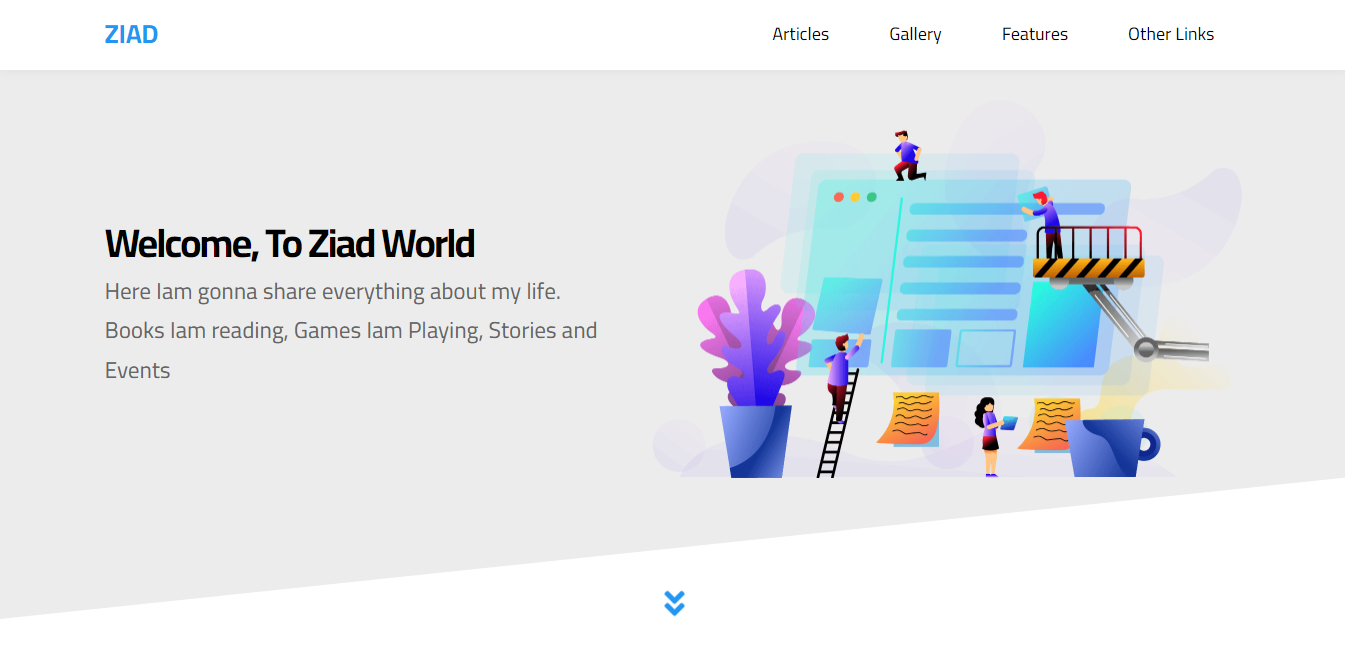 ZIAD
Articles
Gallery
Features
Other Links
Welcome, To Ziad World
Here Iam gonna share everything about my life.
Books Iam reading, Games Iam Playing, Stories and
Events